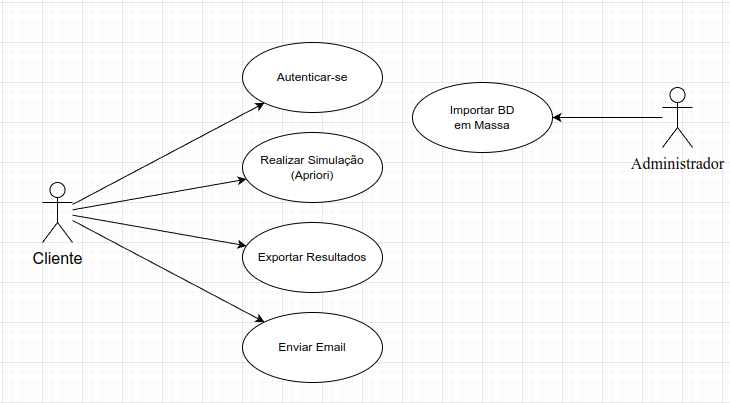 Autenticar-se
Importar BD
em Massa
Realizar Simulação
(Apriori)
Administrador
Cliente
Exportar Resultados
Enviar Email